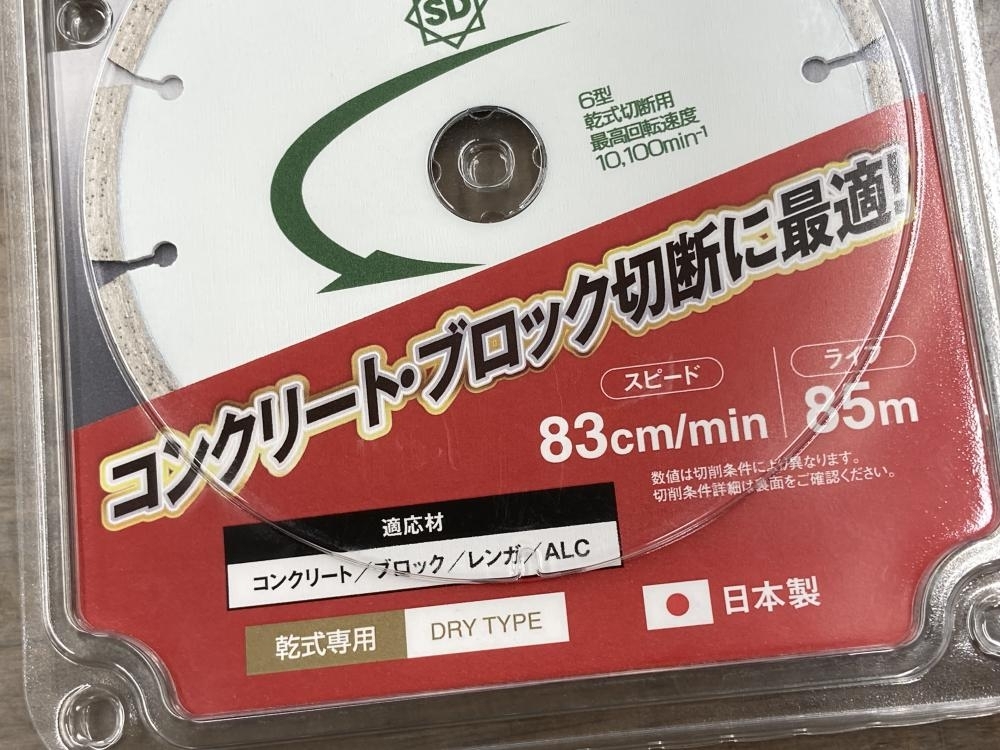 SD
6型
乾式切断用
最高回転速度
10,100min⁻¹
コンクリート・ブロック切断に最適!
スピード
83cm/min
ライフ
85m
数値は切削条件により異なります。
切削条件詳細は裏面をご確認ください。
適応材
コンクリート/ブロック/レンガ/ALC
乾式専用
DRY TYPE
日本製